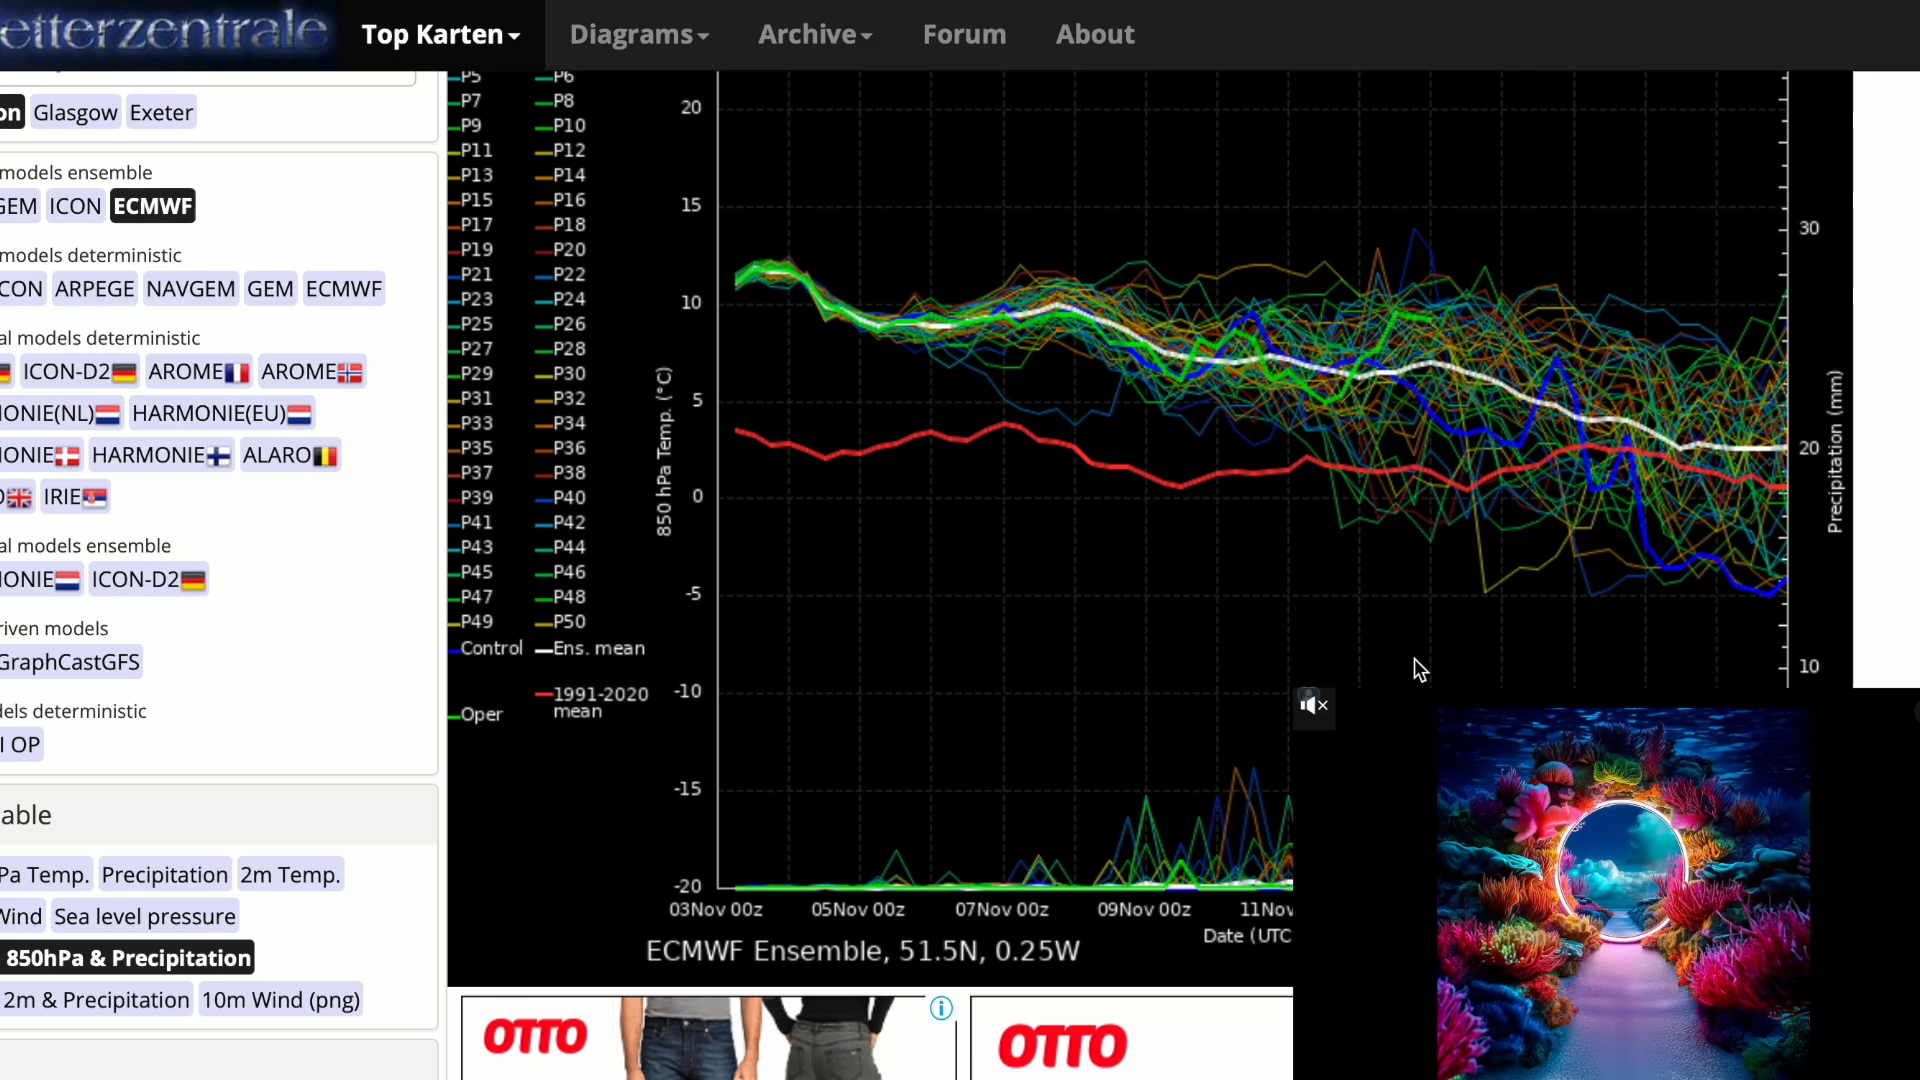 etterzentrale Top Karten Diagrams Archive Forum About
on Glasgow Exeter
models ensemble
GEM ICON ECMWF
models deterministic
CON ARPEGE NAVGEM GEM ECMWF
al models deterministic
ICON-D2 AROME AROME
IONIE(NL) HARMONIE(EU)
IONIE HARMONIE ALARO
IRIE
al models ensemble
IONIE ICON-D2
riven models
GraphCastGFS
dels deterministic
I OP
able
Pa Temp. Precipitation 2m Temp.
Wind Sea level pressure
850hPa & Precipitation
2m & Precipitation 10m Wind (png)
P5 P6
P7 P8
P9 P10
P11 P12
P13 P14
P15 P16
P17 P18
P19 P20
P21 P22
P23 P24
P25 P26
P27 P28
P29 P30
P31 P32
P33 P34
P35 P36
P37 P38
P39 P40
P41 P42
P43 P44
P45 P46
P47 P48
P49 P50
Control Ens. mean
1991-2020
mean
Oper
850 hPa Temp. (°C)
20
15
10
5
0
-5
-10
-15
-20
30
20
10
Precipitation (mm)
03Nov 00z 05Nov 00z 07Nov 00z 09Nov 00z 11Nov
Date (UTC
ECMWF Ensemble, 51.5N, 0.25W
OTTO
OTTO